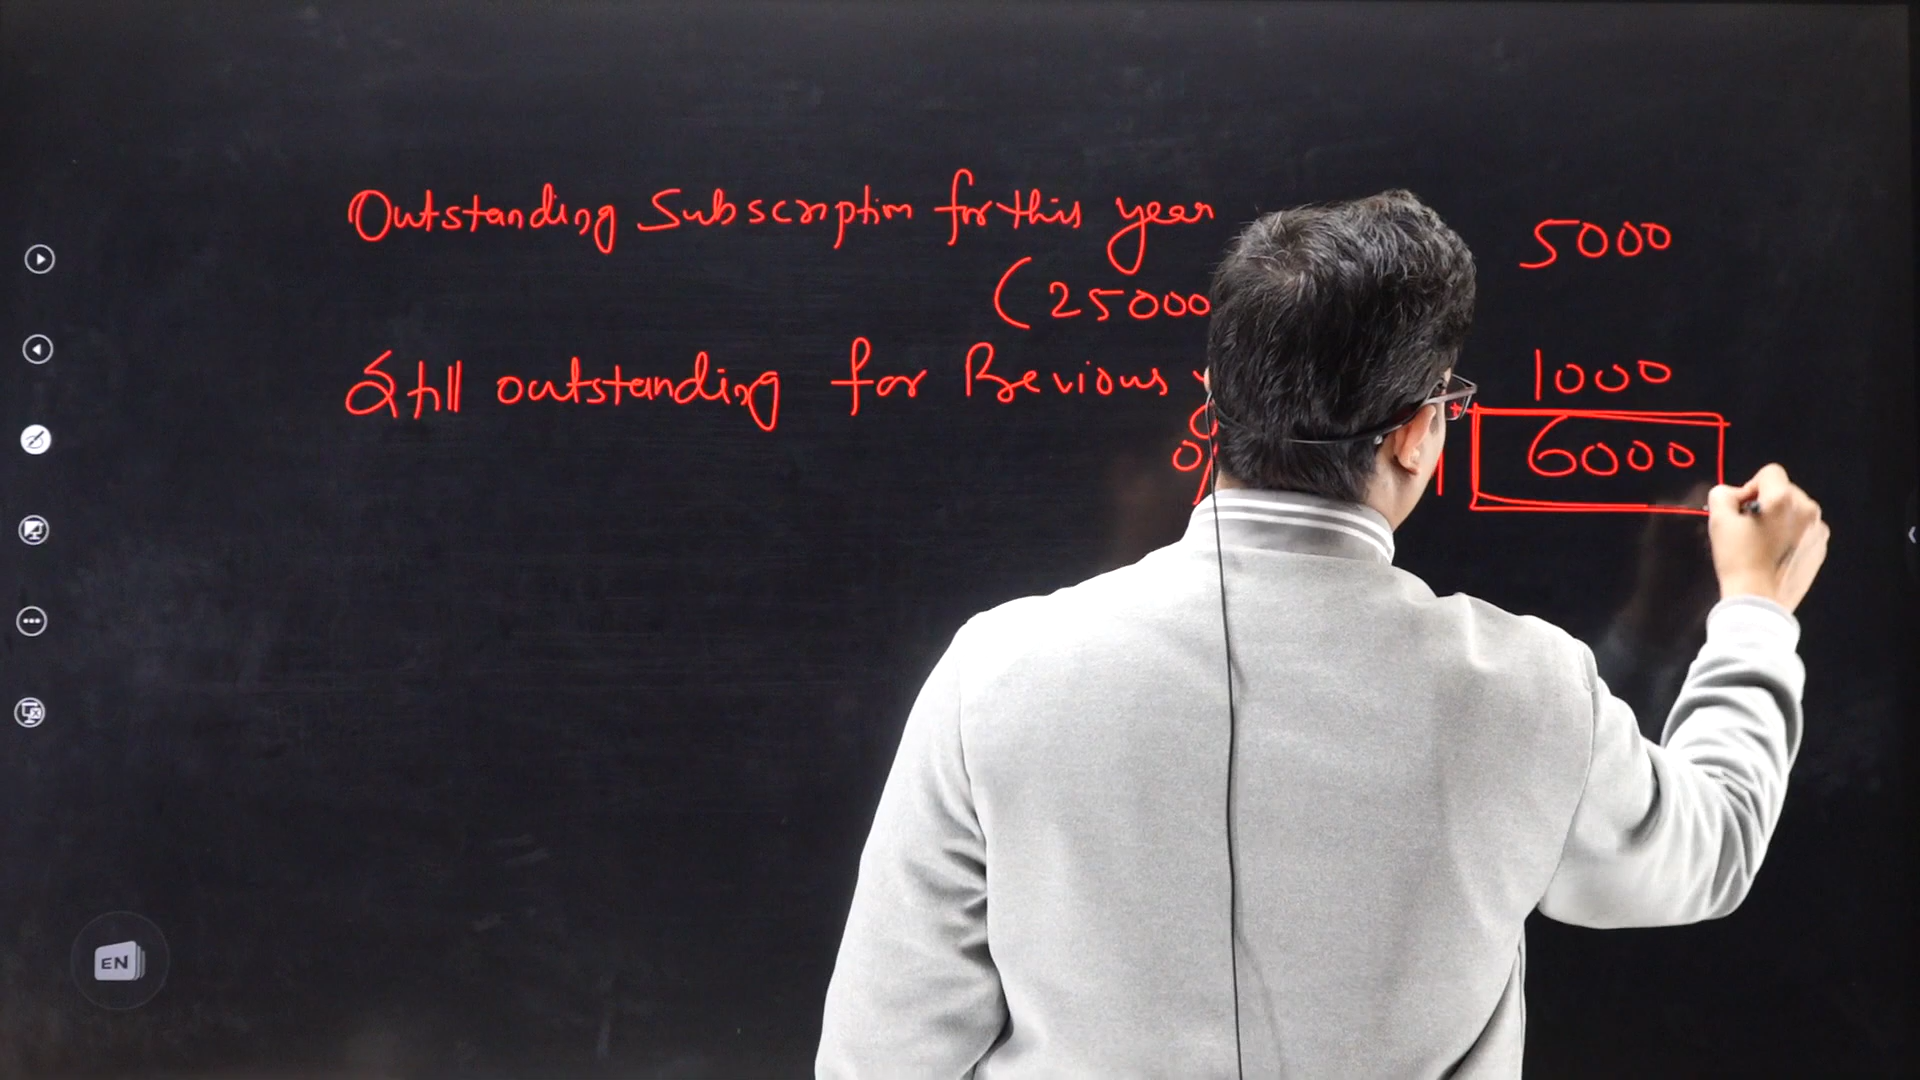 Outstanding Subscription for this year 5000
(25000
Still outstanding for Previous 1000
6000
EN